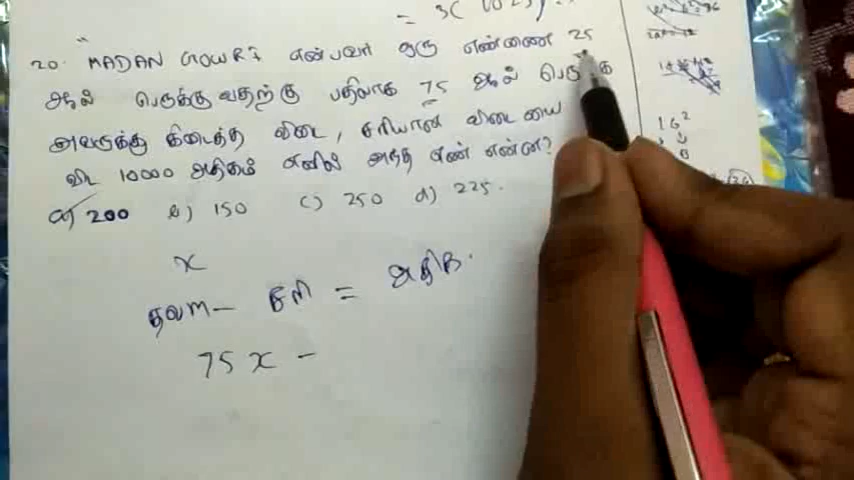 20. "MADAN GOWRI என்பவர் ஒரு எண்ணை 25
ஆல் பெருக்குவதற்கு பதிலாக 75 ஆல் பெருக்க
அவருக்கு கிடைத்த விடை, சரியான விடையை
விட 10000 அதிகம் எனில் அந்த எண் என்ன?
a) 200 b) 150 c) 250 d) 225.
x
தவறு - சரி = அதிக.
75x -